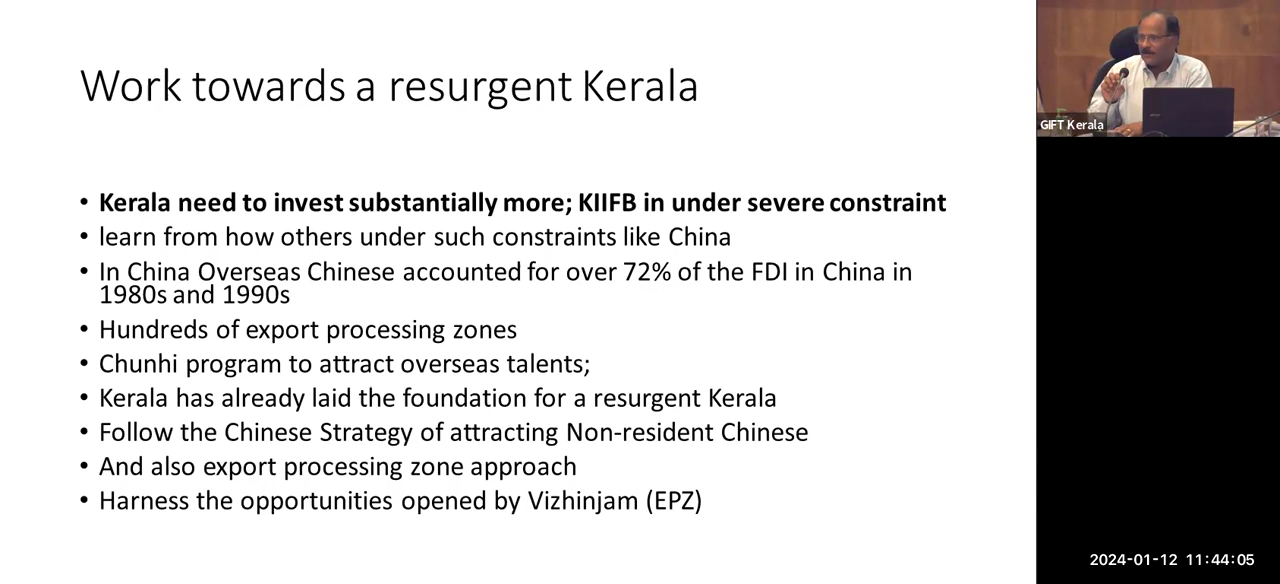 Work towards a resurgent Kerala
• Kerala need to invest substantially more; KIIFB in under severe constraint
• learn from how others under such constraints like China
• In China Overseas Chinese accounted for over 72% of the FDI in China in
1980s and 1990s
• Hundreds of export processing zones
• Chunhi program to attract overseas talents;
• Kerala has already laid the foundation for a resurgent Kerala
• Follow the Chinese Strategy of attracting Non-resident Chinese
• And also export processing zone approach
• Harness the opportunities opened by Vizhinjam (EPZ)
GIFT Kerala
2024-01-12 11:44:05